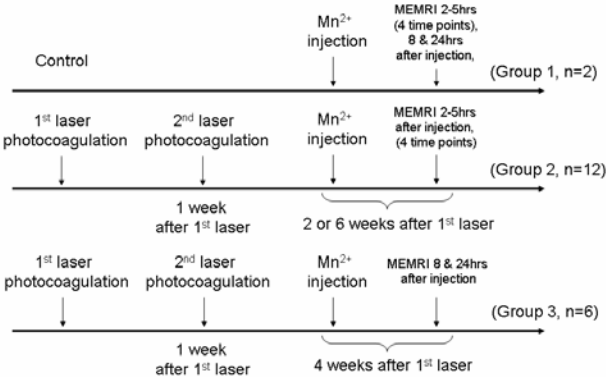 Control
Mn2+
injection
MEMRI 2-5hrs
(4 time points),
8 & 24hrs
after injection,
(Group 1, n=2)
1st laser
photocoagulation
2nd laser
photocoagulation
Mn2+
injection
MEMRI 2-5hrs
after injection,
(4 time points)
(Group 2, n=12)
1 week
after 1st laser
2 or 6 weeks after 1st laser
1st laser
photocoagulation
2nd laser
photocoagulation
Mn2+
injection
MEMRI 8 & 24hrs
after injection
(Group 3, n=6)
1 week
after 1st laser
4 weeks after 1st laser